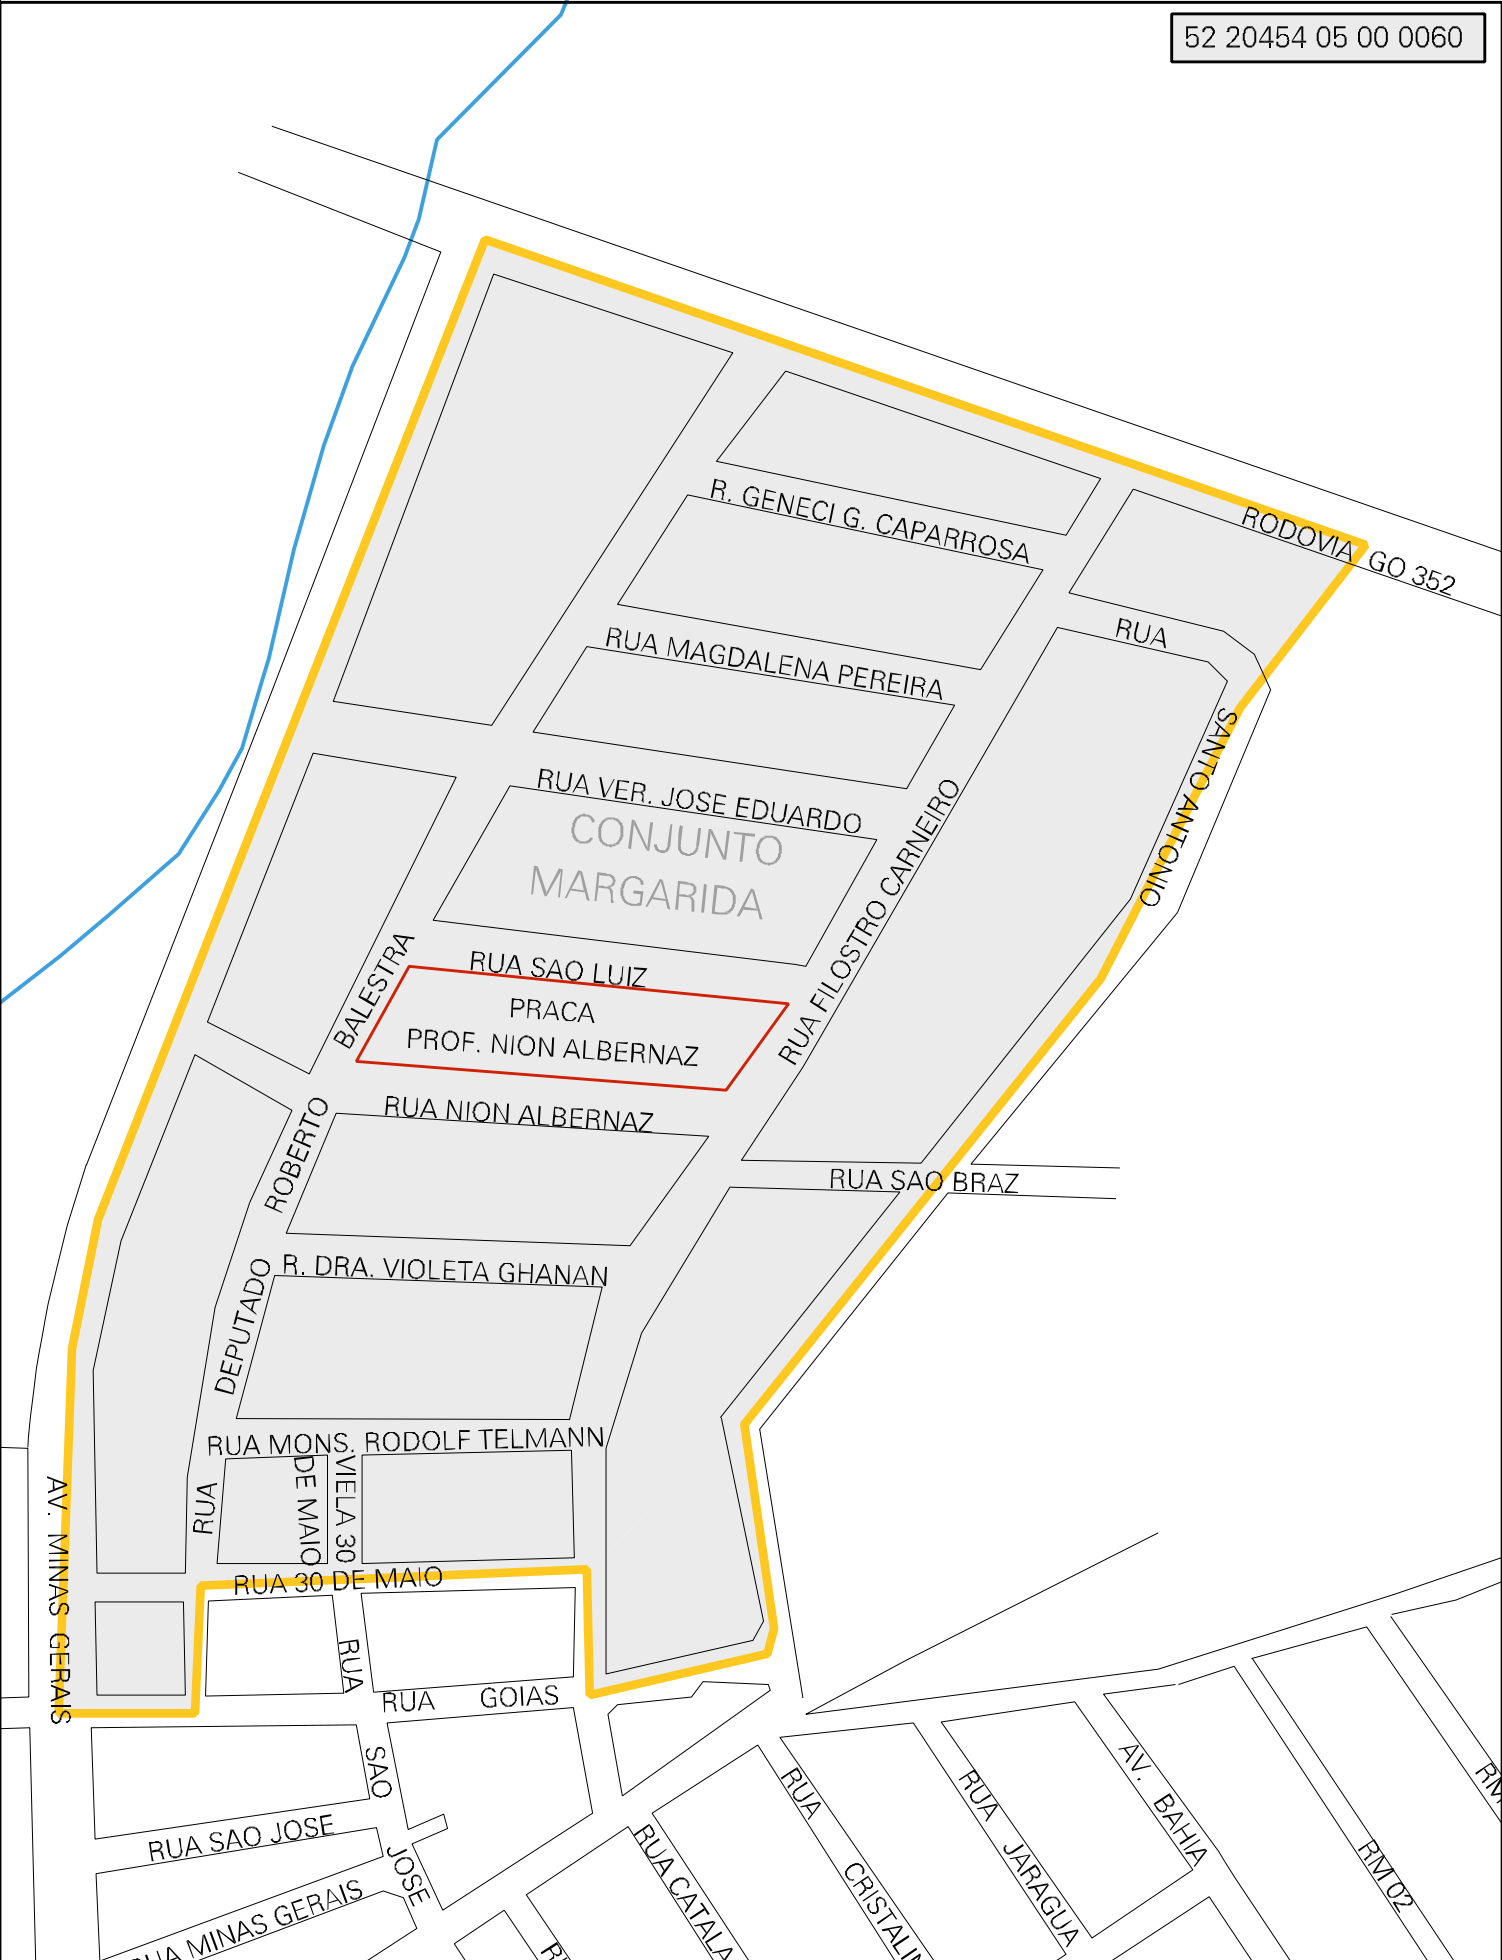 52 20454 05 00 0060
R. GENECI G. CAPARROSA
RODOVIA GO 352
RUA SANTO ANTONIO
RUA MAGDALENA PEREIRA
RUA VER. JOSE EDUARDO
CONJUNTO
MARGARIDA
RUA FILOSTRO CARNEIRO
RUA SAO LUIZ
PRACA
PROF. NION ALBERNAZ
RUA DEPUTADO ROBERTO BALESTRA
RUA NION ALBERNAZ
RUA SAO BRAZ
R. DRA. VIOLETA GHANAN
RUA MONS. RODOLF TELMANN
VIELA 30
DE MAIO
AV. MINAS GERAIS
RUA 30 DE MAIO
RUA SAO JOSE
RUA GOIAS
RUA SAO JOSE
RUA MINAS GERAIS
RUA CATALA
RUA CRISTALIN
RUA JARAGUA
AV. BAHIA
RM 02